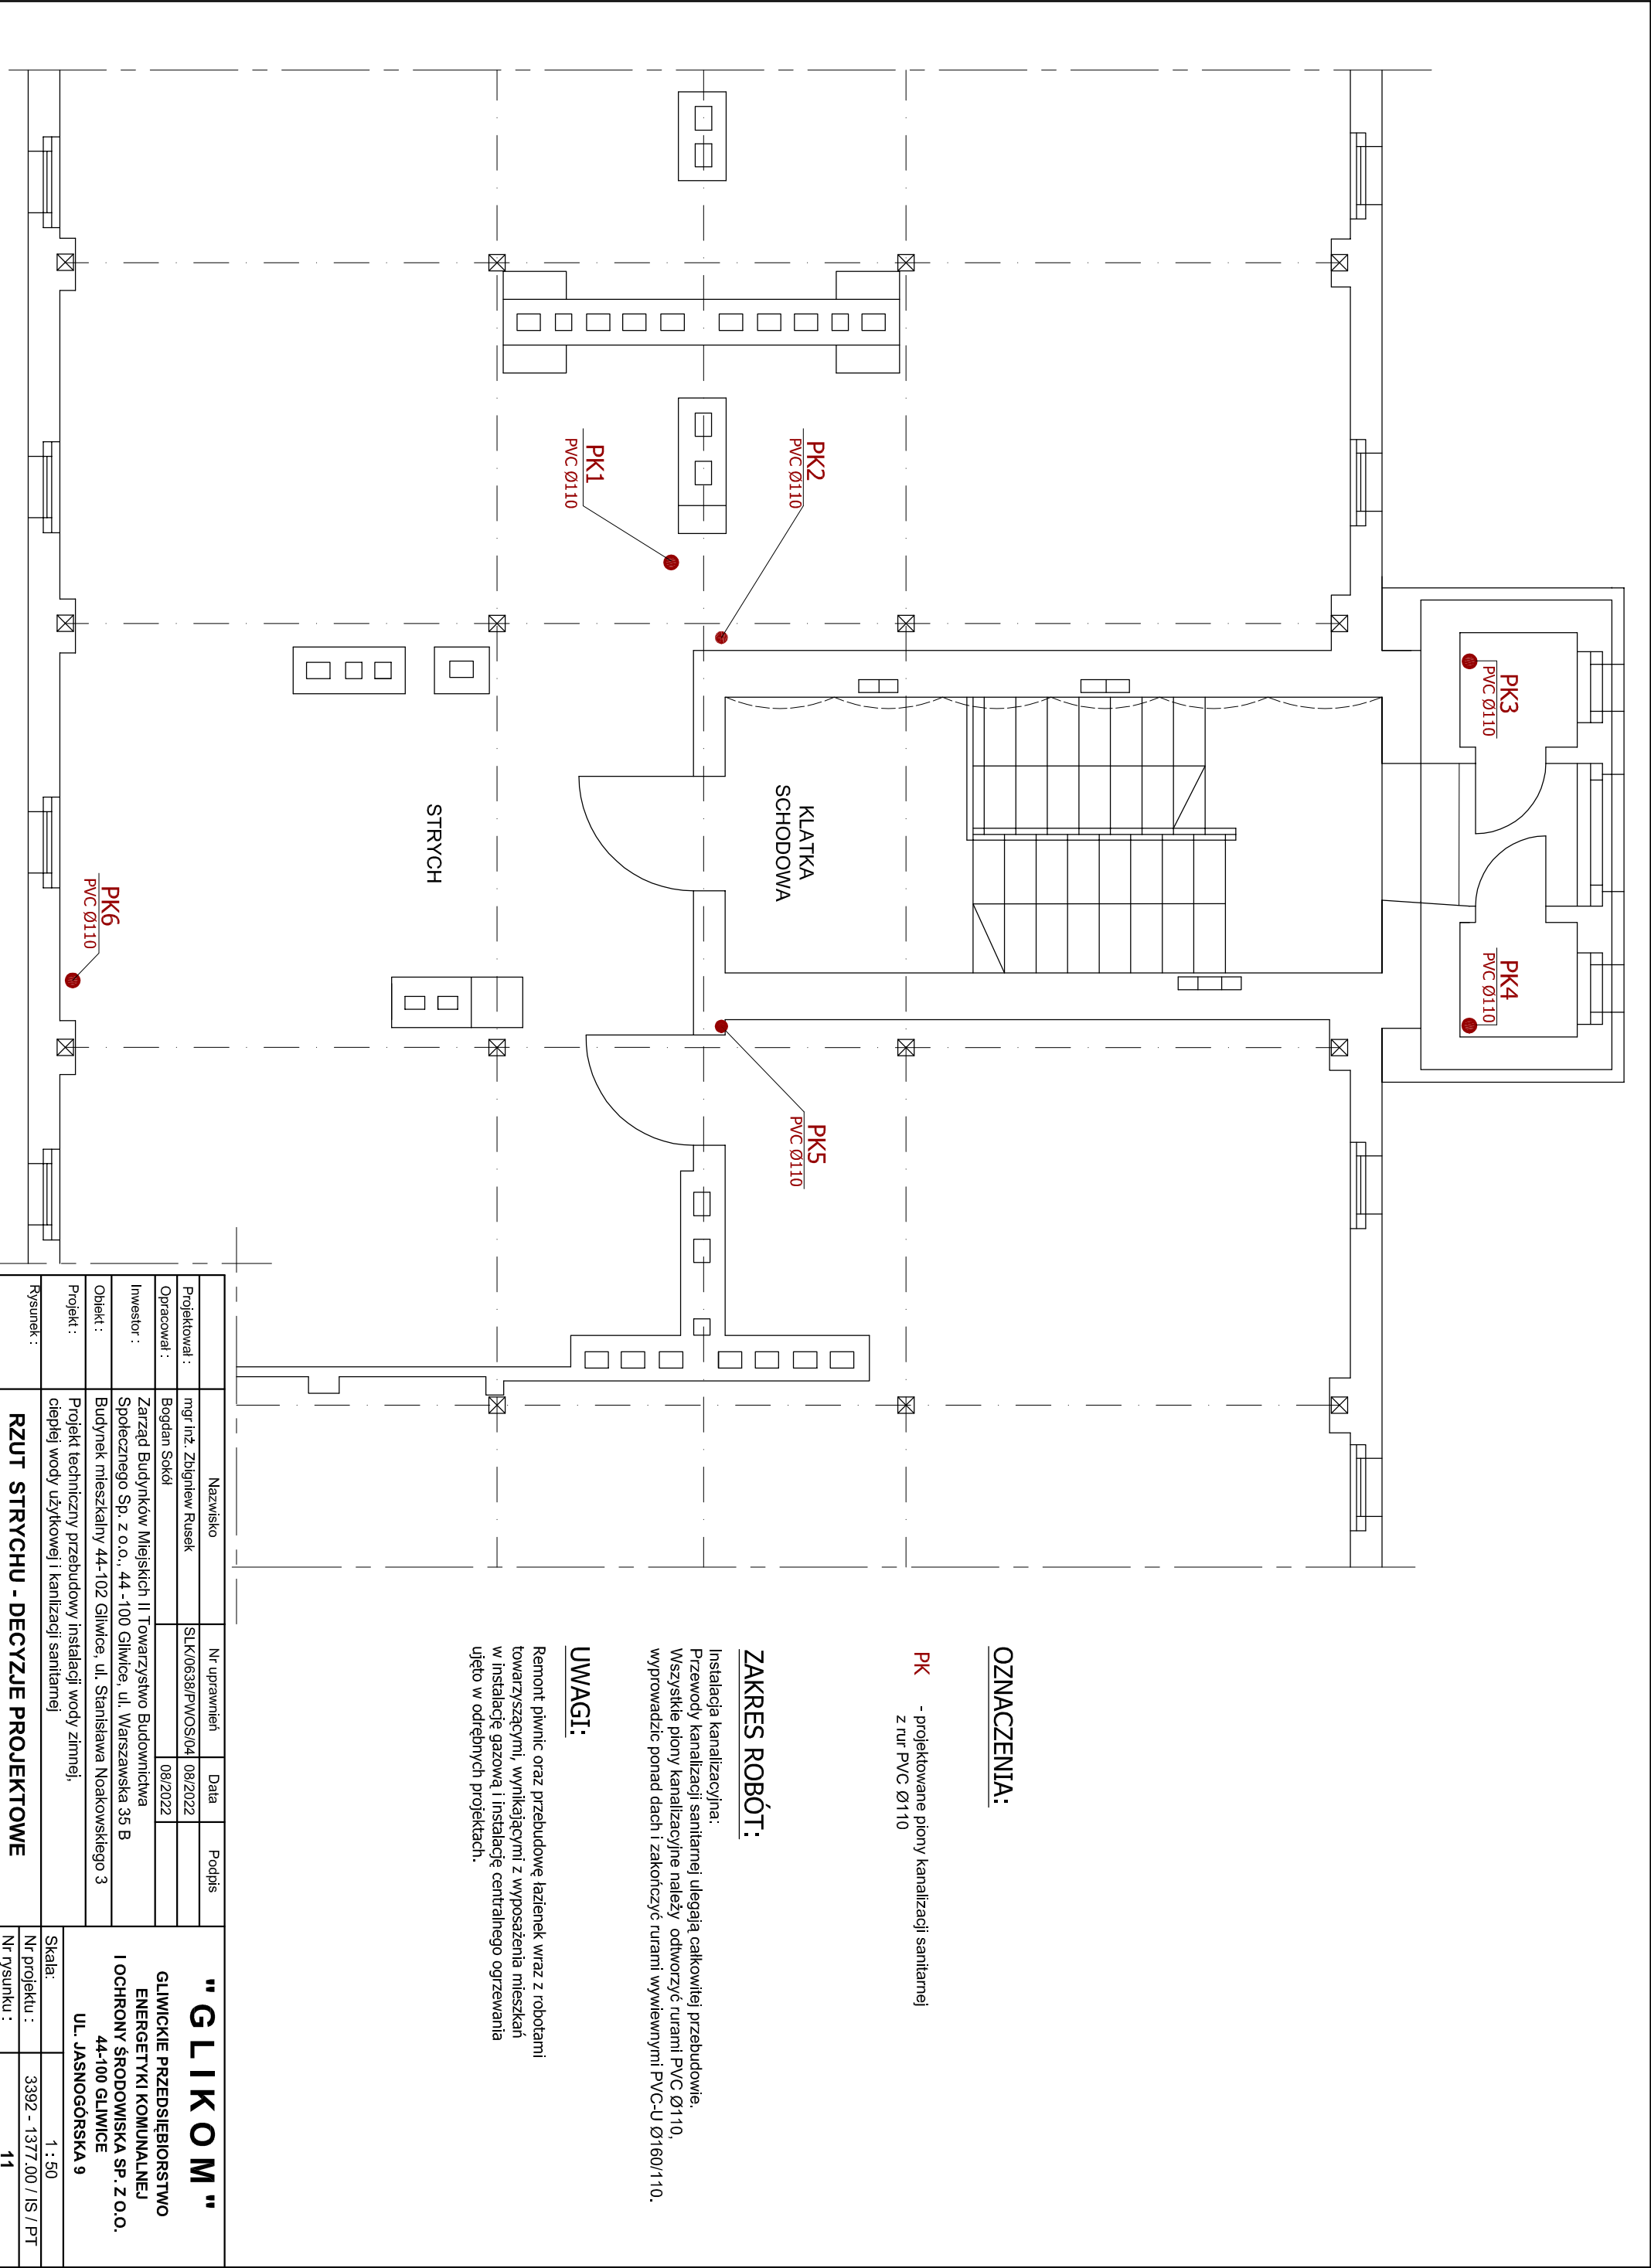 PK3
PVC Ø110
PK4
PVC Ø110
PK2
PVC Ø110
PK5
PVC Ø110
PK1
PVC Ø110
KLATKA
SCHODOWA
STRYCH
PK6
PVC Ø110
OZNACZENIA:
PK - projektowane piony kanalizacji sanitarnej
z rur PVC Ø110
ZAKRES ROBÓT:
Instalacja kanalizacyjna:
Przewody kanalizacji sanitarnej ulegają całkowitej przebudowie.
Wszystkie piony kanalizacyjne należy odtworzyć rurami PVC Ø110,
wyprowadzic ponad dach i zakończyć rurami wywiewnymi PVC-U Ø160/110.
UWAGI:
Remont piwnic oraz przebudowę łazienek wraz z robotami
towarzyszącymi, wynikającymi z wyposażenia mieszkań
w instalację gazową i instalację centralnego ogrzewania
ujęto w odrębnych projektach.
Nazwisko Nr uprawnień Data Podpis
Projektował : mgr inż. Zbigniew Rusek SLK/0638/PWOS/04 08/2022
Opracował : Bogdan Sokół 08/2022
Inwestor : Zarząd Budynków Miejskich II Towarzystwo Budownictwa
Społecznego Sp. z o.o., 44 -100 Gliwice, ul. Warszawska 35 B
Obiekt : Budynek mieszkalny 44-102 Gliwice, ul. Stanisława Noakowskiego 3
Projekt : Projekt techniczny przebudowy instalacji wody zimnej,
ciepłej wody użytkowej i kanlizacji sanitarnej
Rysunek : RZUT STRYCHU - DECYZJE PROJEKTOWE
"GLIKOM"
GLIWICKIE PRZEDSIĘBIORSTWO
ENERGETYKI KOMUNALNEJ
I OCHRONY ŚRODOWISKA SP. Z O.O.
44-100 GLIWICE
UL. JASNOGÓRSKA 9
Skala: 1 : 50
Nr projektu : 3392 - 1377.00 / IS / PT
Nr rysunku : 11